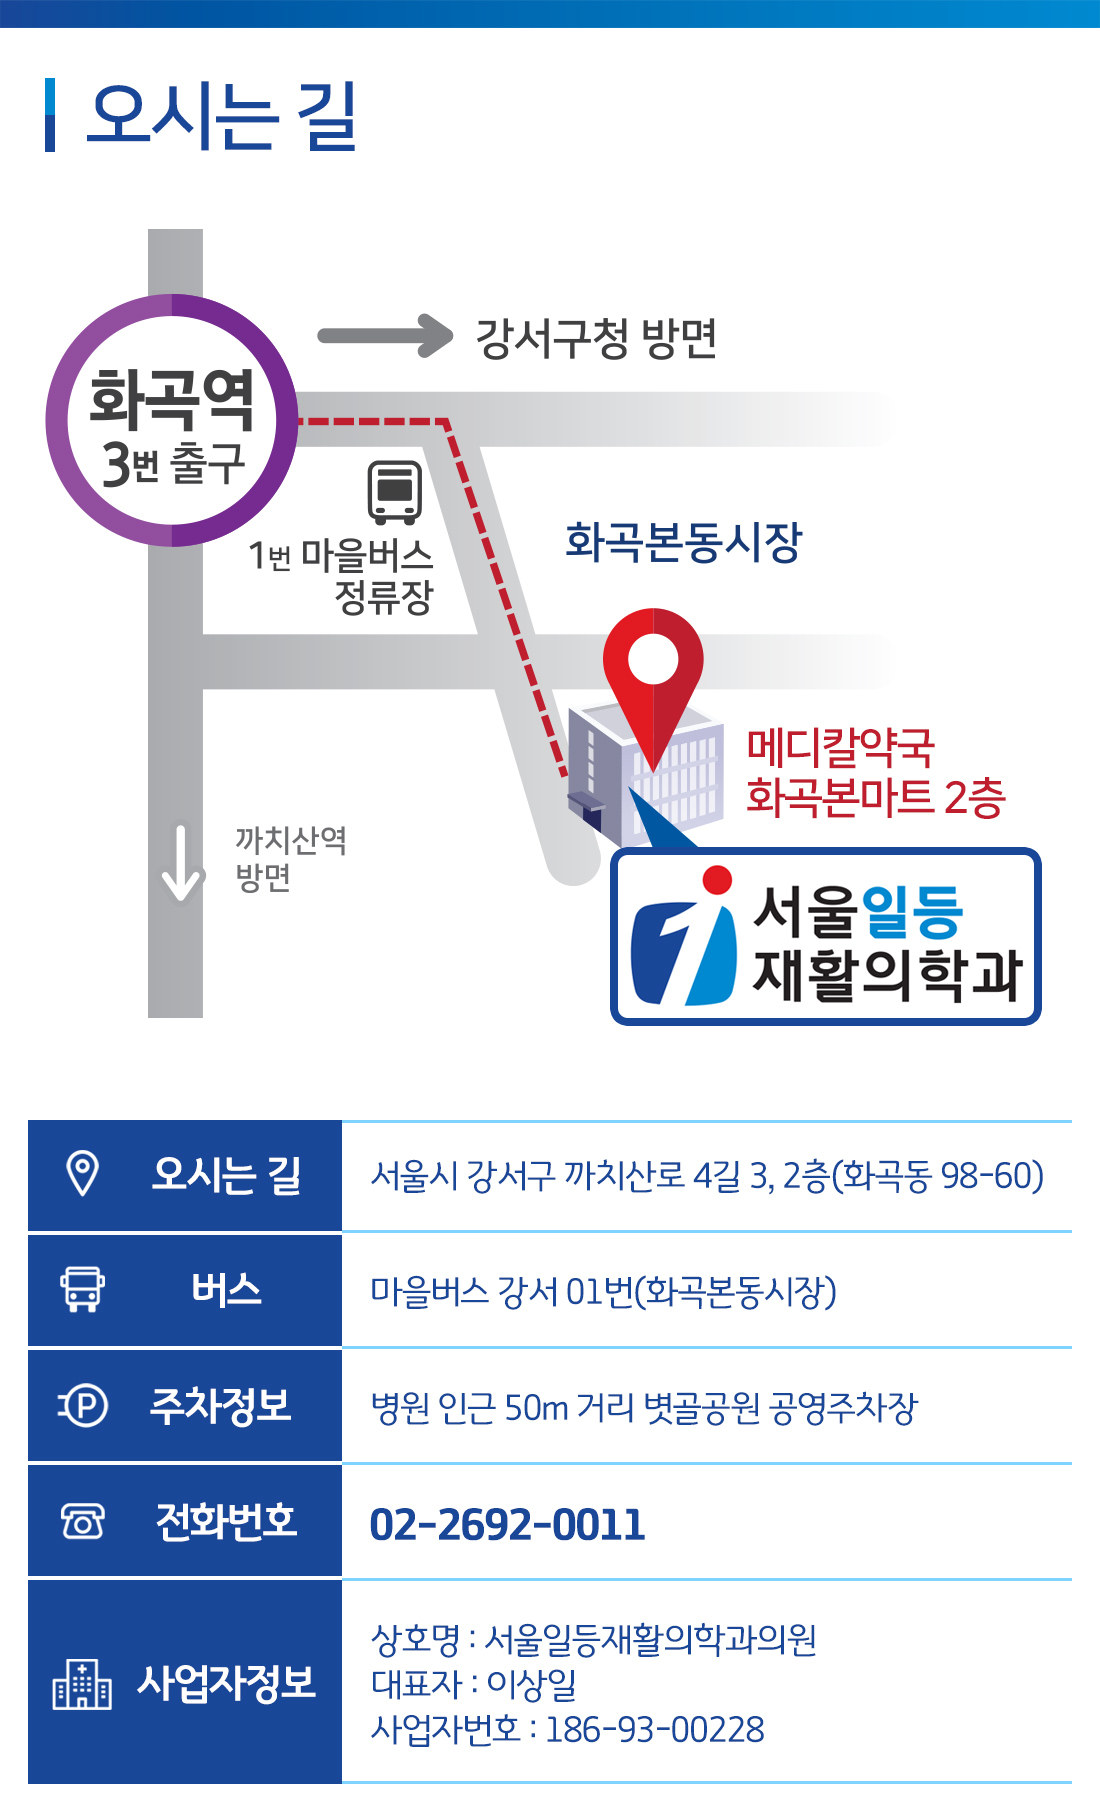 오시는 길
강서구청 방면
화곡역
3번 출구
1번 마을버스
정류장
화곡본동시장
메디칼약국
화곡본마트 2층
까치산역
방면
서울일등
재활의학과
오시는 길
서울시 강서구 까치산로 4길 3, 2층(화곡동 98-60)
버스
마을버스 강서 01번(화곡본동시장)
P
주차정보
병원 인근 50m 거리 볏골공원 공영주차장
전화번호
02-2692-0011
사업자정보
상호명 : 서울일등재활의학과의원
대표자 : 이상일
사업자번호 : 186-93-00228